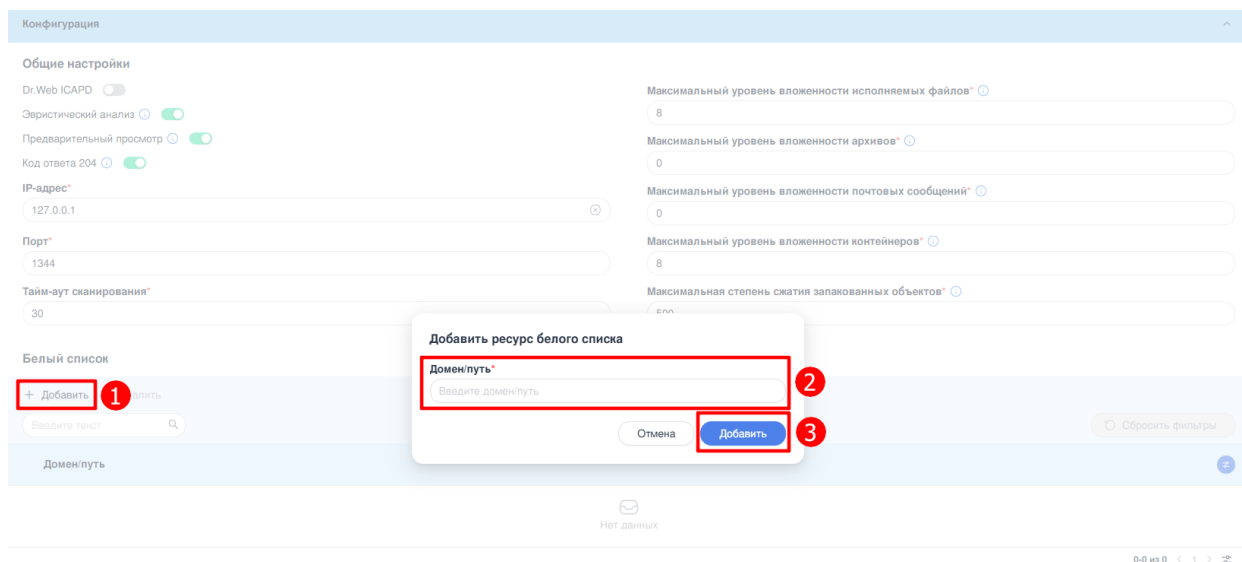 Конфигурация
Общие настройки
Dr.Web ICAPD
Эвристический анализ
Предварительный просмотр
Код ответа 204
IP-адрес*
127.0.0.1
Порт*
1344
Тайм-аут сканирования*
30
Максимальный уровень вложенности исполняемых файлов*
8
Максимальный уровень вложенности архивов*
0
Максимальный уровень вложенности почтовых сообщений*
0
Максимальный уровень вложенности контейнеров*
8
Максимальная степень сжатия запакованных объектов*
500
Добавить ресурс белого списка
Домен/путь*
Введите домен/путь
2
Отмена
Добавить
3
Белый список
+ Добавить
1
Введите текст
Сбросить фильтры
Домен/путь
Нет данных
0-0 из 0 < 1 >